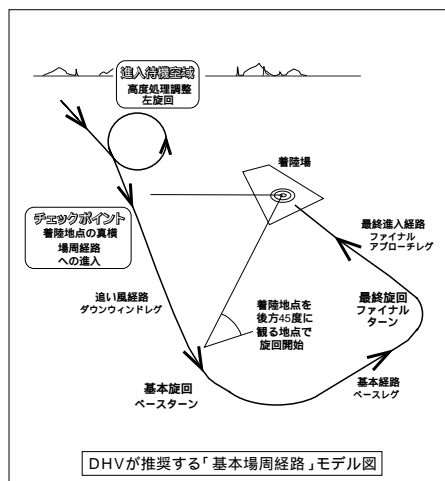 進入待機空域
高度処理調整
左旋回
着陸場
チェックポイント
着陸地点の真横
場周経路
への進入
最終進入経路
ファイナル
アプローチレグ
追い風経路
ダウンウィンドレグ
着陸地点を
後方45度に
観る地点で
旋回開始
最終旋回
ファイナル
ターン
基本旋回
ベースターン
基本経路
ベースレグ
DHVが推奨する「基本場周経路」モデル図